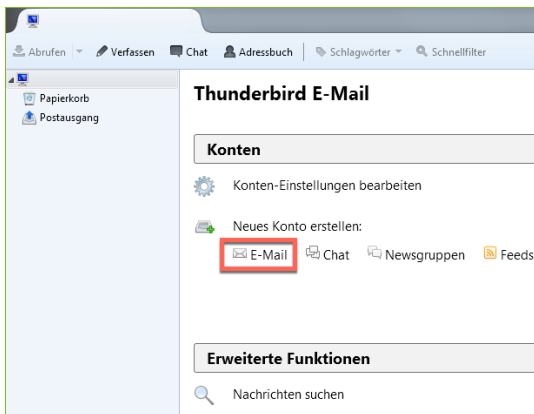 Abrufen Verfassen Chat Adressbuch Schlagwörter Schnellfilter
Papierkorb
Postausgang
Thunderbird E-Mail
Konten
Konten-Einstellungen bearbeiten
Neues Konto erstellen:
E-Mail Chat Newsgruppen Feeds
Erweiterte Funktionen
Nachrichten suchen